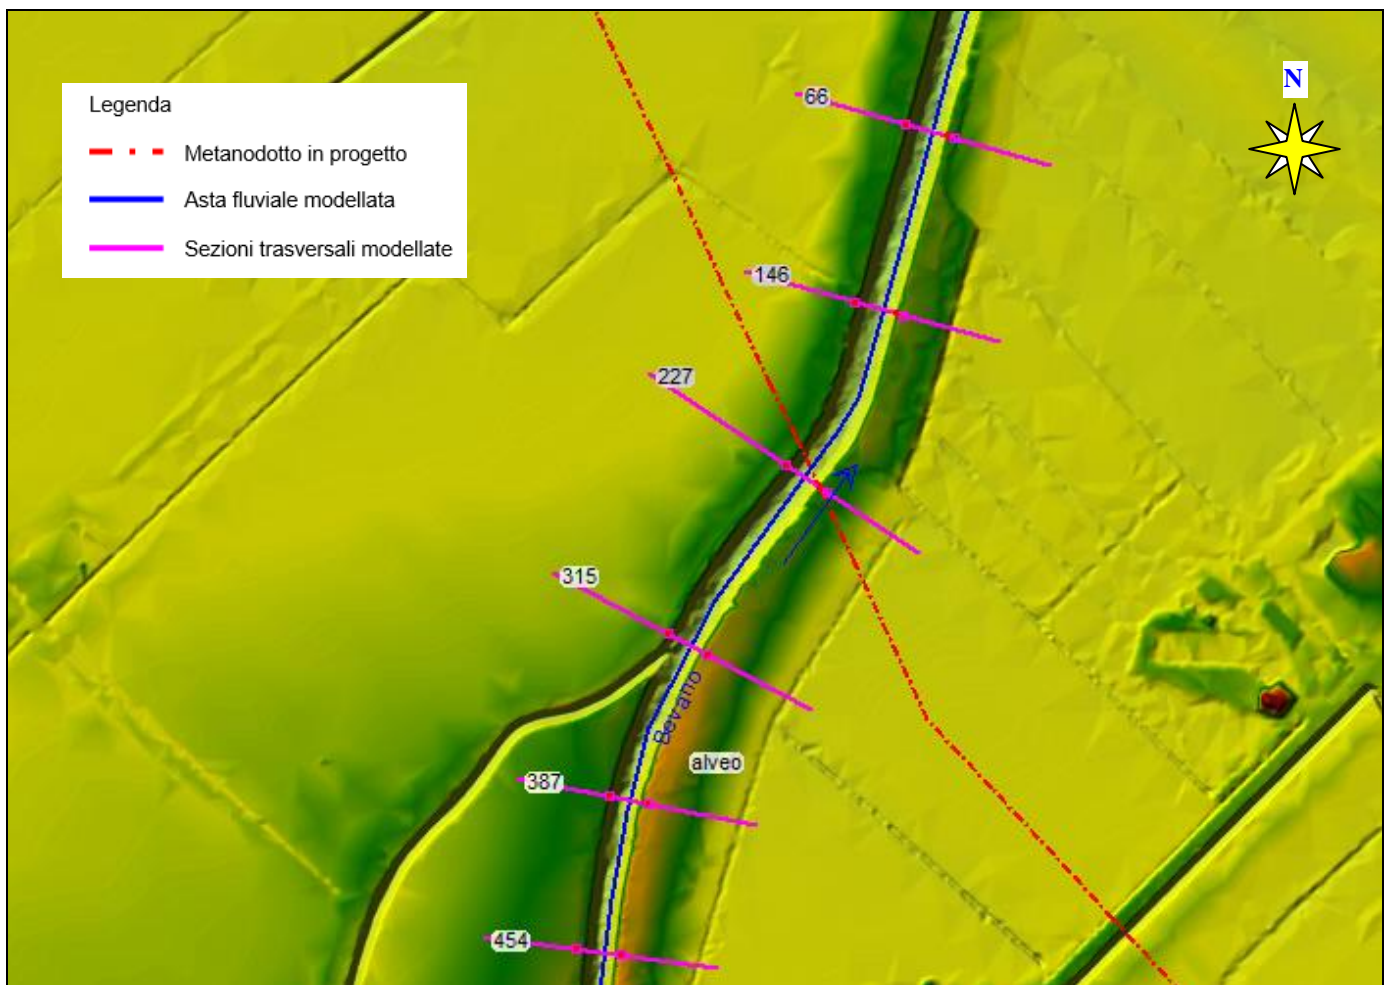 Legenda
Metanodotto in progetto
Asta fluviale modellata
Sezioni trasversali modellate
N
66
146
227
315
Bevano
alveo
387
454